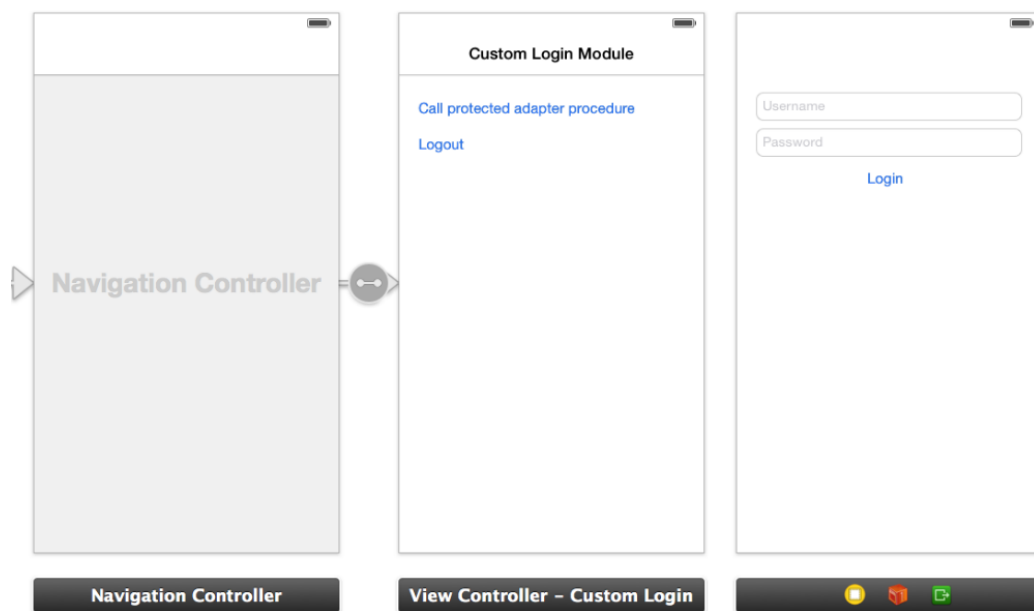 Navigation Controller
Navigation Controller
Custom Login Module
Call protected adapter procedure
Logout
View Controller – Custom Login
Username
Password
Login